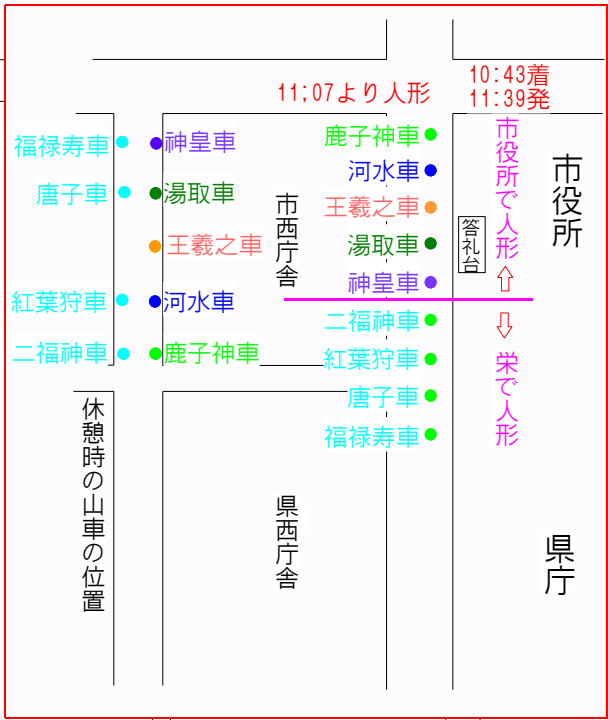 10:43着
11:39発
11;07より人形
福禄寿車
神皇車
唐子車
湯取車
王羲之車
紅葉狩車
河水車
二福神車
鹿子神車
休憩時の山車の位置
市西庁舎
県西庁舎
鹿子神車
河水車
王羲之車
湯取車
神皇車
二福神車
紅葉狩車
唐子車
福禄寿車
答礼台
市役所で人形
栄で人形
市役所
県庁